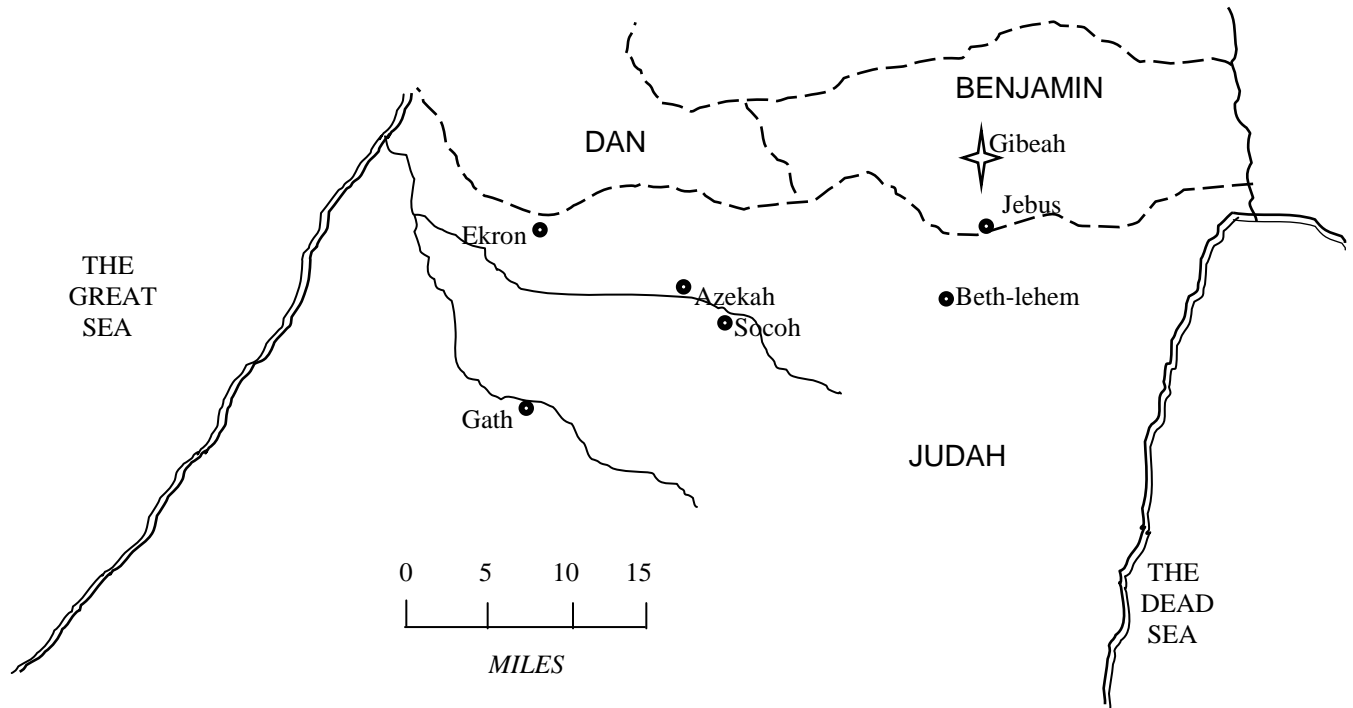 BENJAMIN
DAN
Gibeah
Jebus
Ekron
THE
GREAT
SEA
Azekah
Beth-lehem
Socoh
Gath
JUDAH
0 5 10 15
MILES
THE
DEAD
SEA